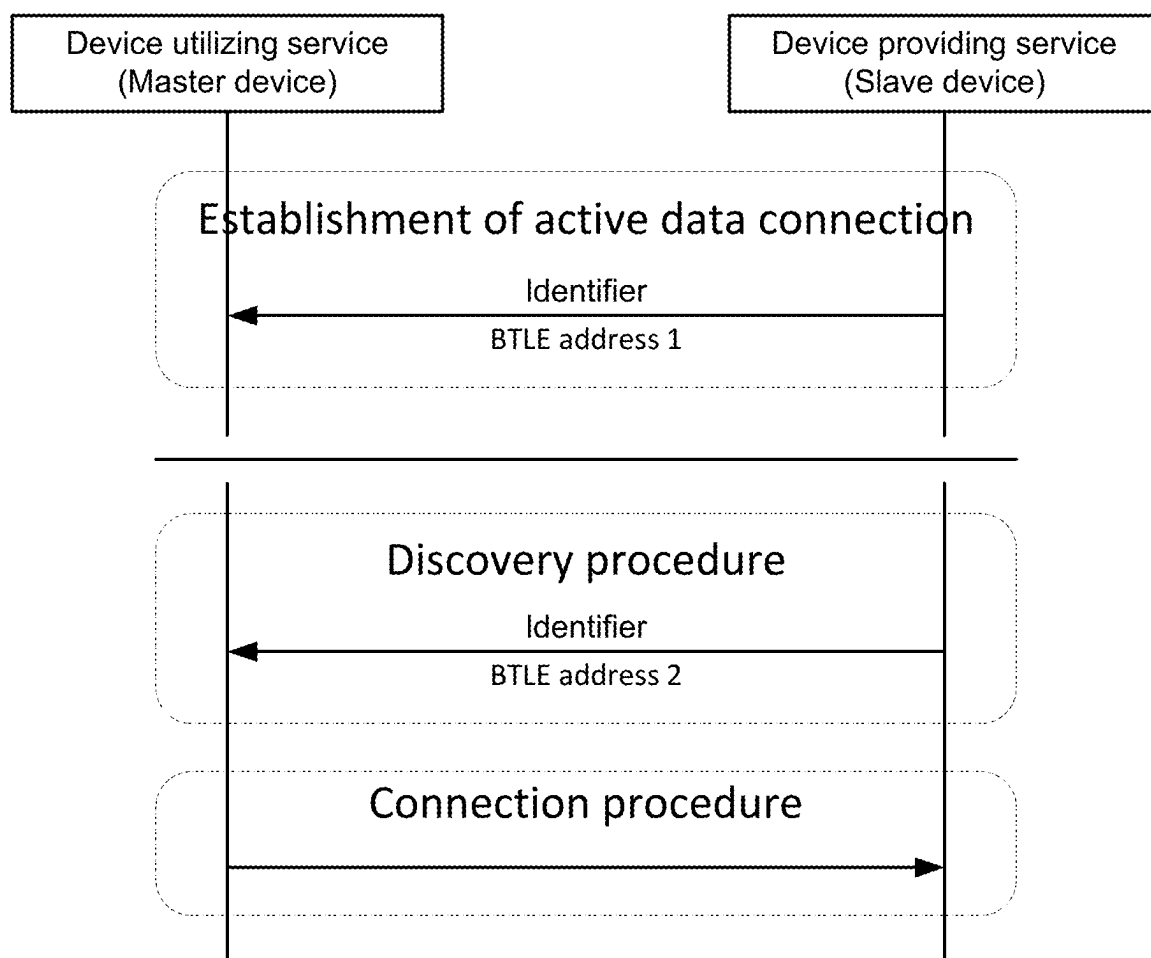 Device utilizing service
(Master device)
Device providing service
(Slave device)
Establishment of active data connection
Identifier
BTLE address 1
Discovery procedure
Identifier
BTLE address 2
Connection procedure